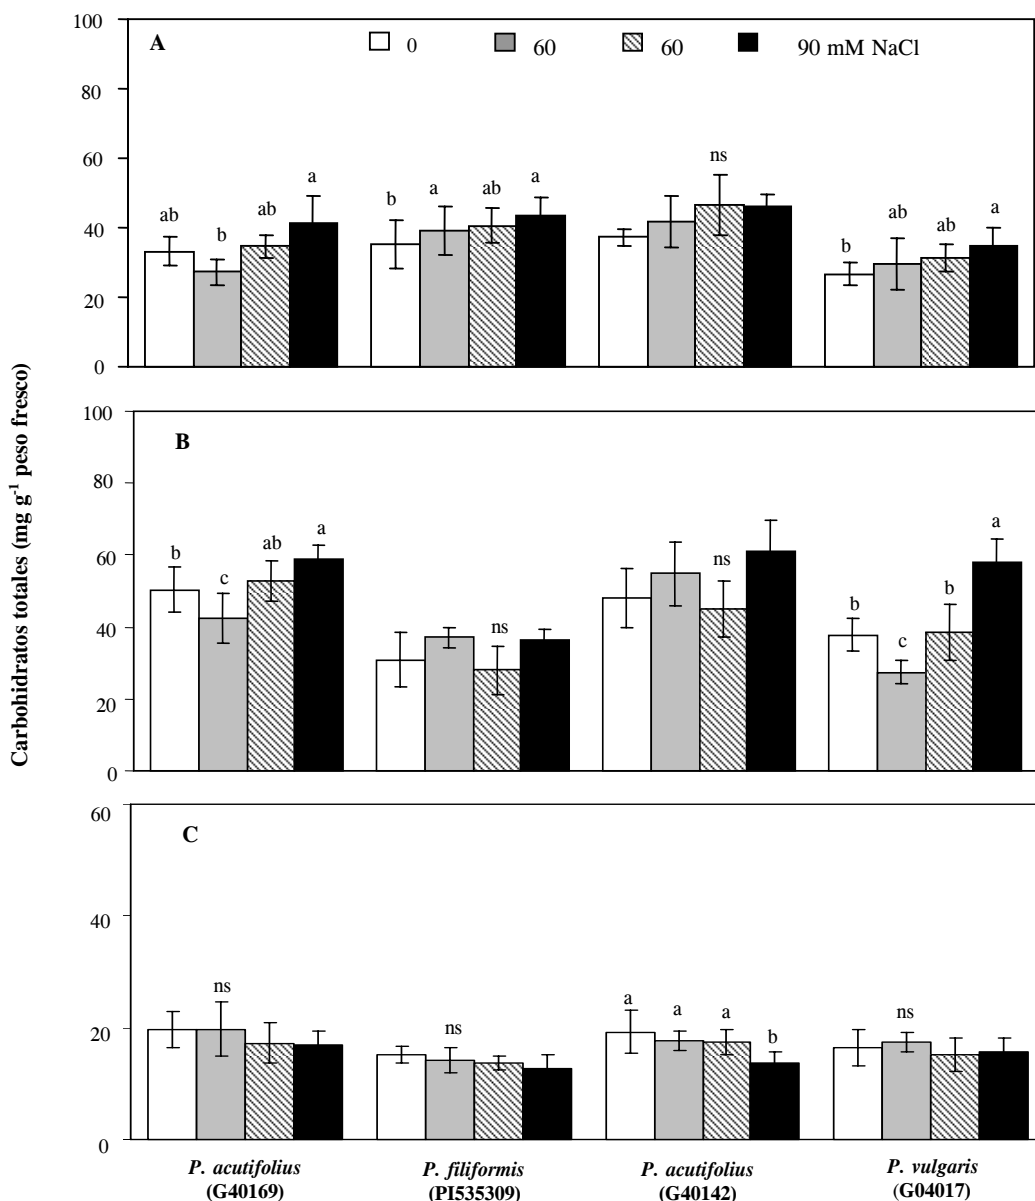 Carbohidratos totales (mg g⁻¹ peso fresco)
A
0 60 60 90 mM NaCl
100
80
60
40
20
0
ab b ab a
b a ab a
ns
b ab ab a
B
100
80
60
40
20
0
b c ab a
ns
ns
b c b a
C
60
40
20
0
ns
ns
a a a b
ns
P. acutifolius P. filiformis P. acutifolius P. vulgaris
(G40169) (PI535309) (G40142) (G04017)